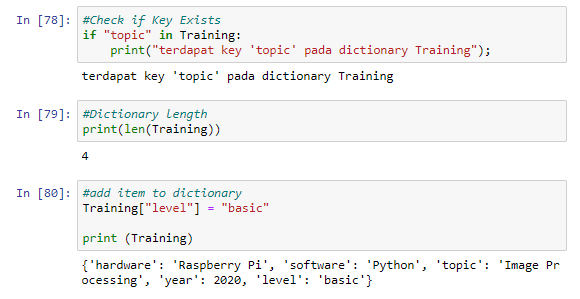 In [78]: #Check if Key Exists
if "topic" in Training:
    print("terdapat key 'topic' pada dictionary Training");
terdapat key 'topic' pada dictionary Training
In [79]: #Dictionary length
print(len(Training))
4
In [80]: #add item to dictionary
Training["level"] = "basic"
print (Training)
{'hardware': 'Raspberry Pi', 'software': 'Python', 'topic': 'Image Pr
ocessing', 'year': 2020, 'level': 'basic'}